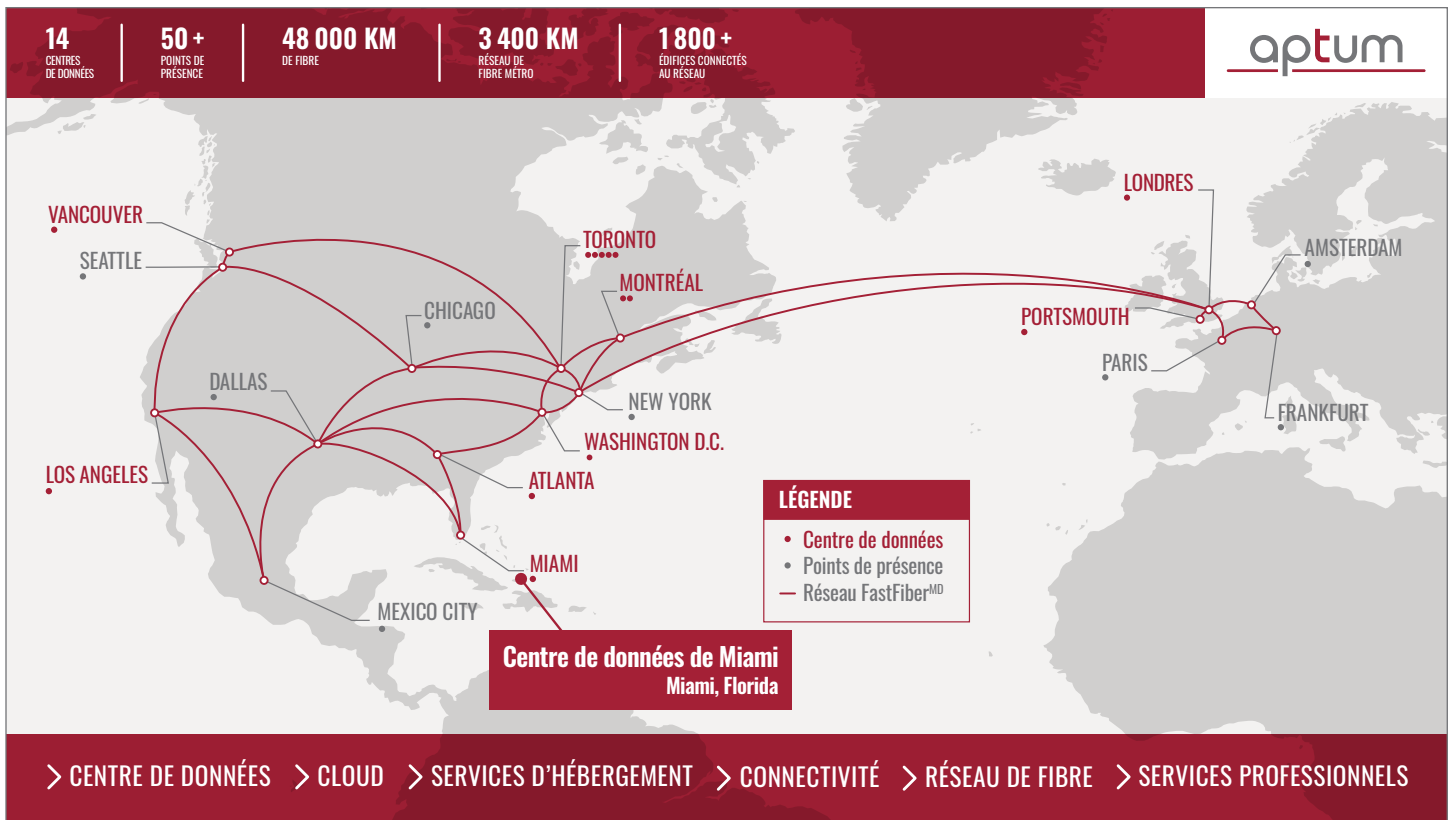 14
CENTRES
DE DONNÉES
50 +
POINTS DE
PRÉSENCE
48 000 KM
DE FIBRE
3 400 KM
RÉSEAU DE
FIBRE MÉTRO
1 800 +
ÉDIFICES CONNECTÉS
AU RÉSEAU
aptum
VANCOUVER
SEATTLE
CHICAGO
TORONTO
MONTRÉAL
DALLAS
NEW YORK
WASHINGTON D.C.
LOS ANGELES
ATLANTA
MIAMI
MEXICO CITY
LONDRES
AMSTERDAM
PORTSMOUTH
PARIS
FRANKFURT
LÉGENDE
• Centre de données
• Points de présence
— Réseau FastFiberMD
Centre de données de Miami
Miami, Florida
> CENTRE DE DONNÉES > CLOUD > SERVICES D’HÉBERGEMENT > CONNECTIVITÉ > RÉSEAU DE FIBRE > SERVICES PROFESSIONNELS